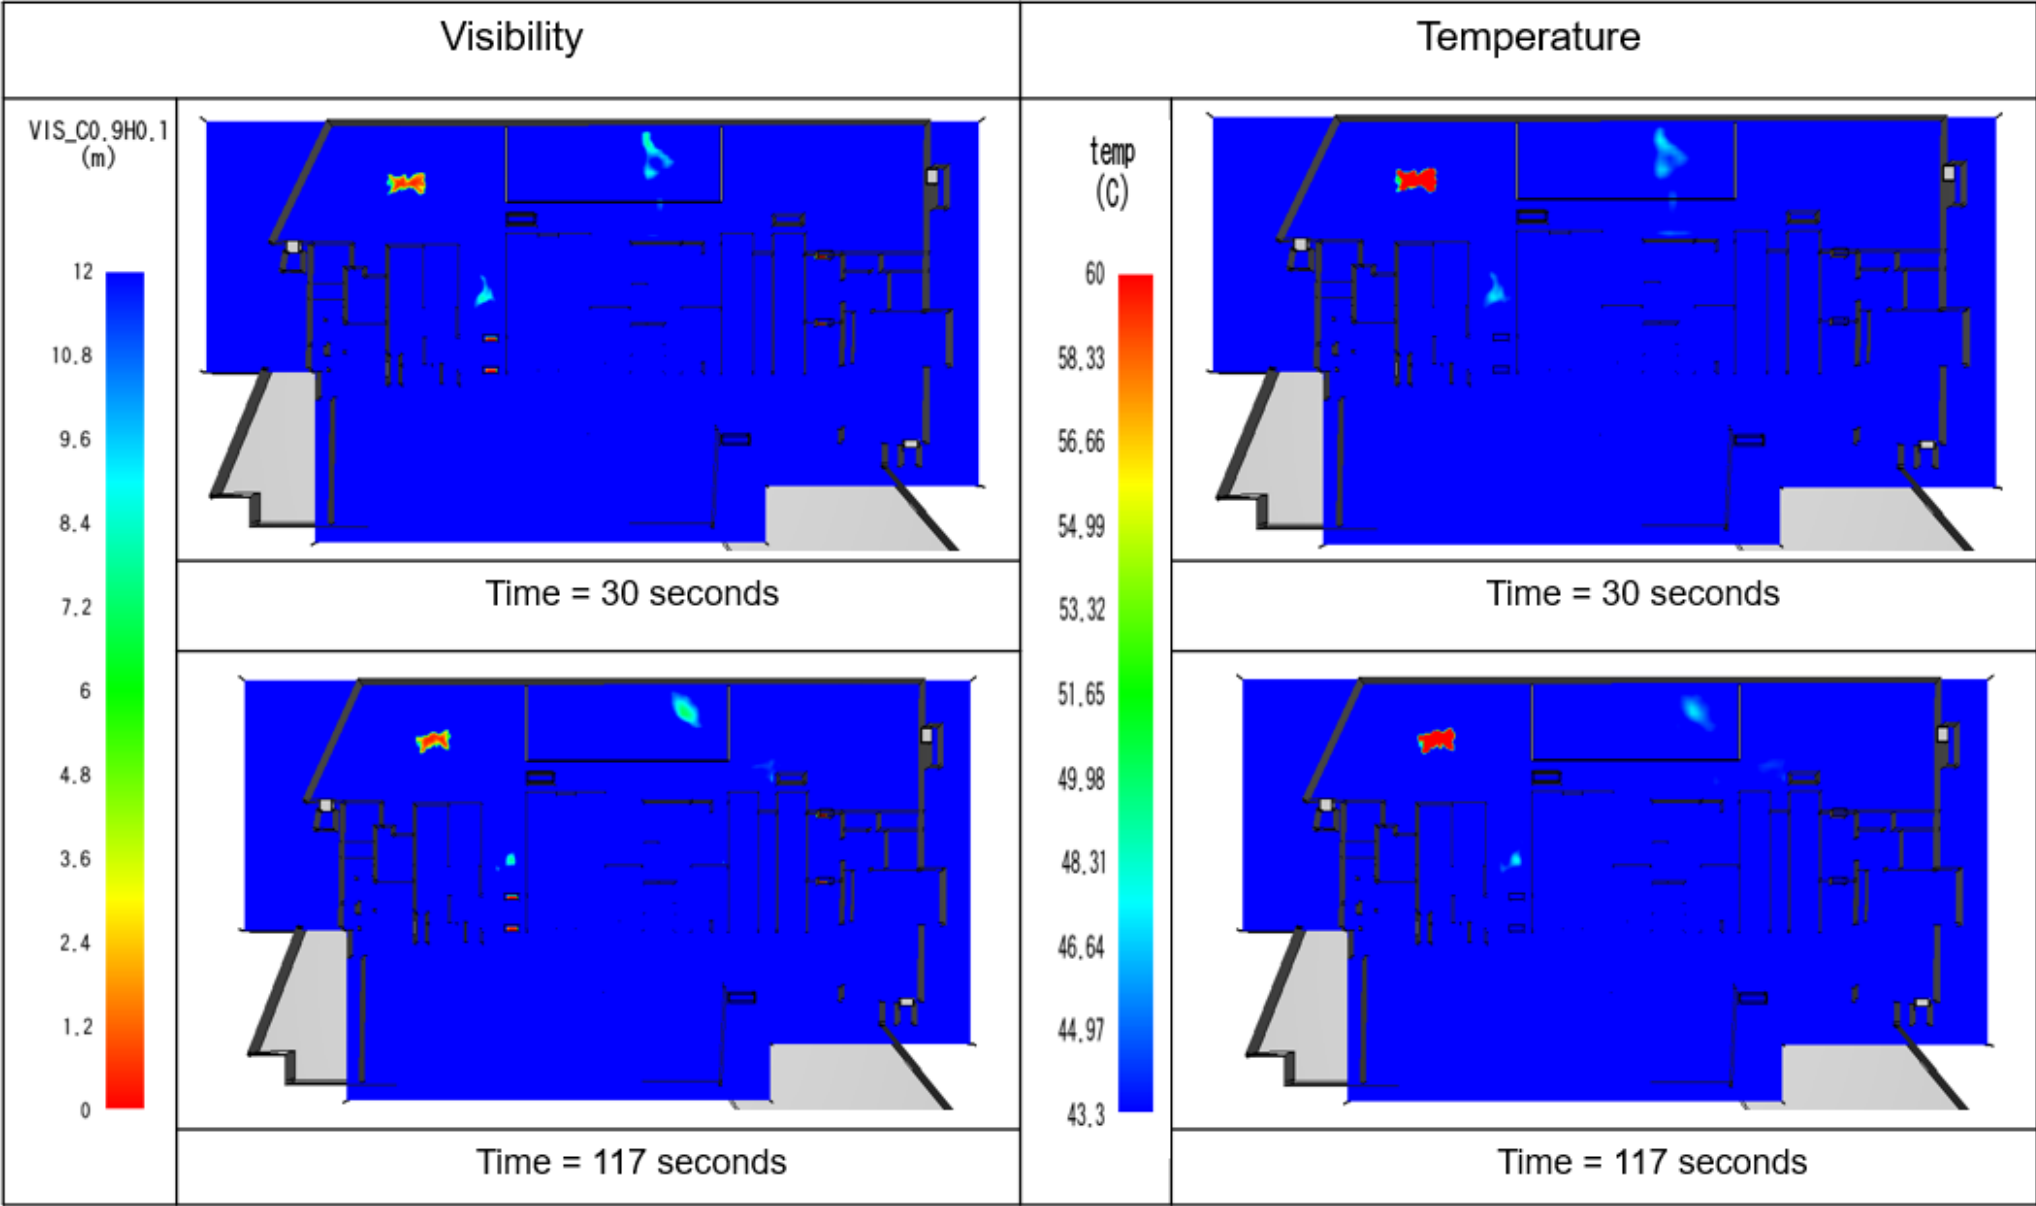 Visibility
Temperature
VIS_C0.9H0.1
(m)
12
10.8
9.6
8.4
7.2
6
4.8
3.6
2.4
1.2
0
temp
(C)
60
58.33
56.66
54.99
53.32
51.65
49.98
48.31
46.64
44.97
43.3
Time = 30 seconds
Time = 30 seconds
Time = 117 seconds
Time = 117 seconds